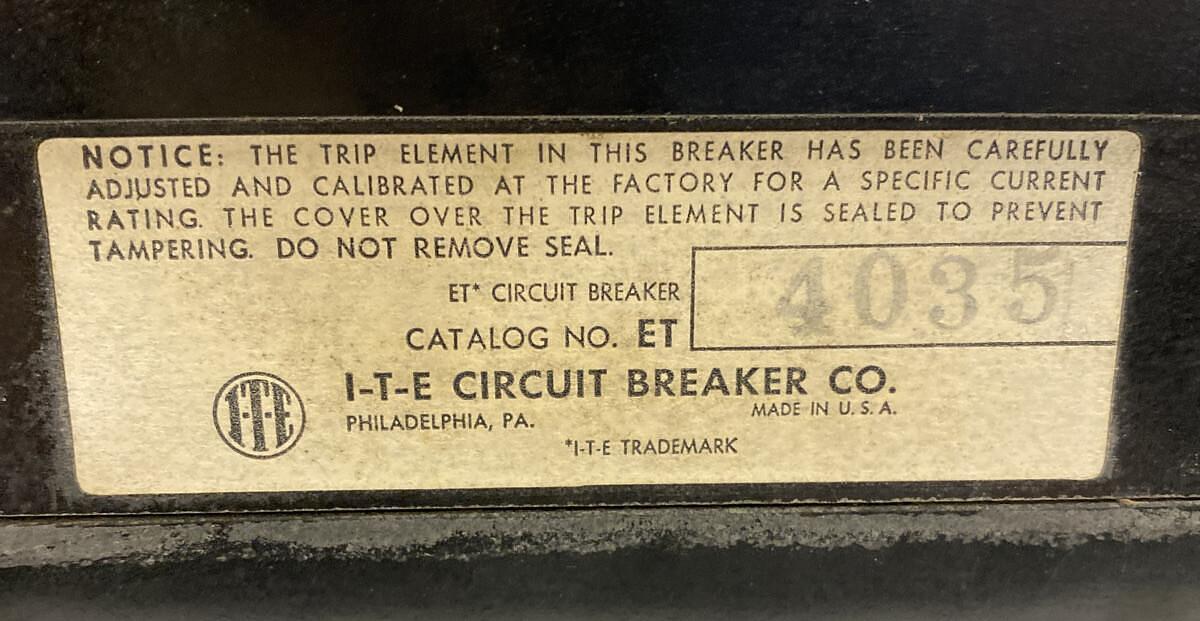 NOTICE: THE TRIP ELEMENT IN THIS BREAKER HAS BEEN CAREFULLY
ADJUSTED AND CALIBRATED AT THE FACTORY FOR A SPECIFIC CURRENT
RATING. THE COVER OVER THE TRIP ELEMENT IS SEALED TO PREVENT
TAMPERING. DO NOT REMOVE SEAL.
ET* CIRCUIT BREAKER
CATALOG NO. ET 4035
I-T-E I-T-E CIRCUIT BREAKER CO.
PHILADELPHIA, PA. MADE IN U.S.A.
*I-T-E TRADEMARK